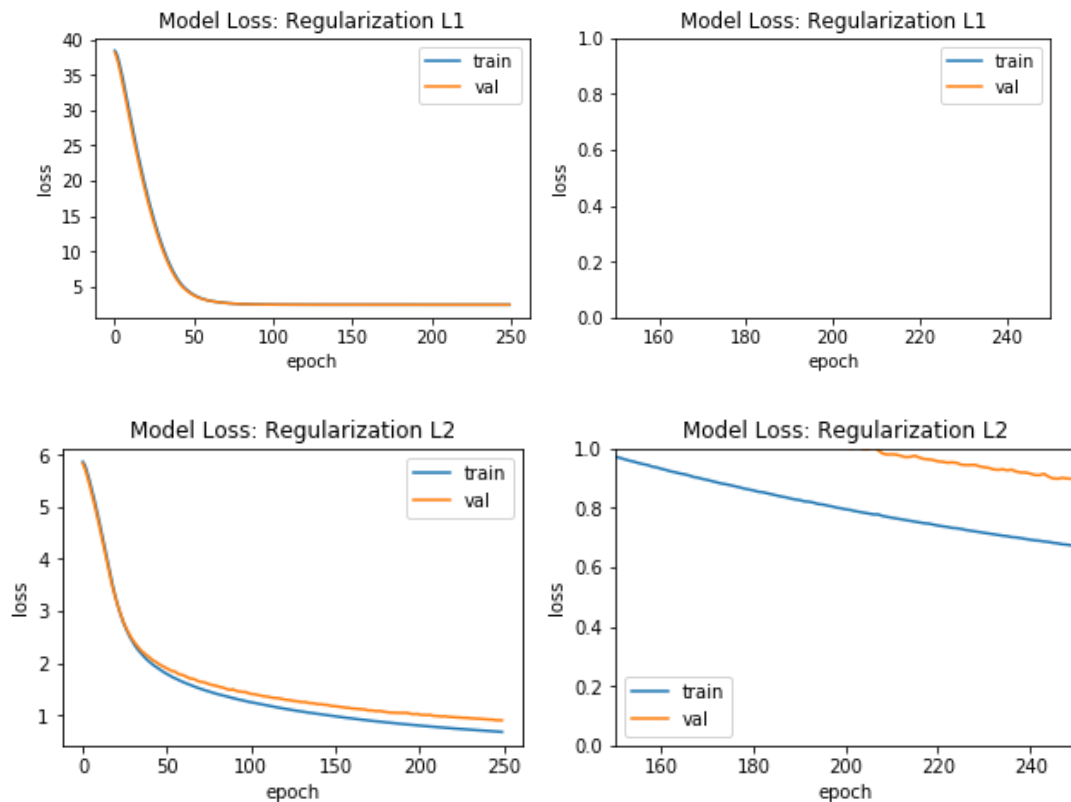 Model Loss: Regularization L1
40
35
30
25
20
15
10
5
loss
train
val
0 50 100 150 200 250
epoch
Model Loss: Regularization L1
1.0
0.8
0.6
0.4
0.2
0.0
loss
train
val
160 180 200 220 240
epoch
Model Loss: Regularization L2
6
5
4
3
2
1
loss
train
val
0 50 100 150 200 250
epoch
Model Loss: Regularization L2
1.0
0.8
0.6
0.4
0.2
0.0
loss
train
val
160 180 200 220 240
epoch